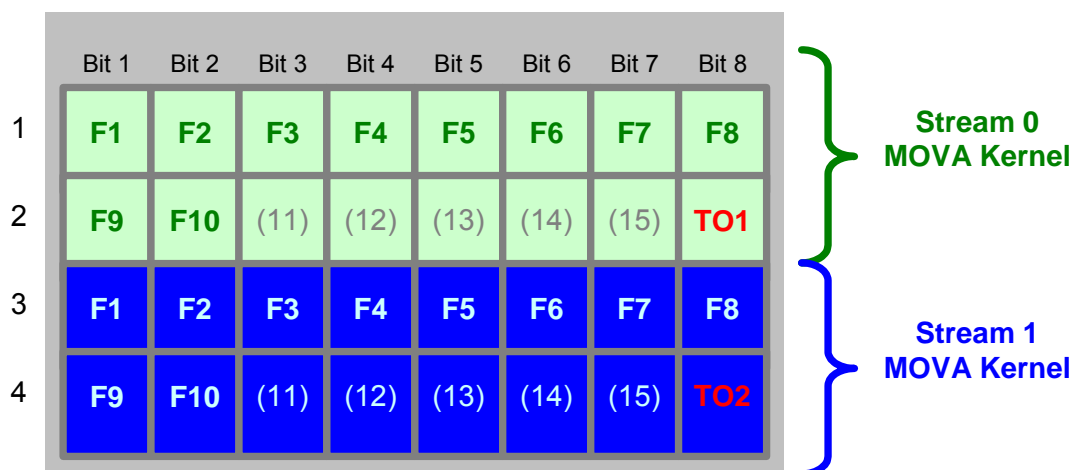 Bit 1 Bit 2 Bit 3 Bit 4 Bit 5 Bit 6 Bit 7 Bit 8
1 F1 F2 F3 F4 F5 F6 F7 F8
2 F9 F10 (11) (12) (13) (14) (15) TO1
Stream 0
MOVA Kernel
3 F1 F2 F3 F4 F5 F6 F7 F8
4 F9 F10 (11) (12) (13) (14) (15) TO2
Stream 1
MOVA Kernel